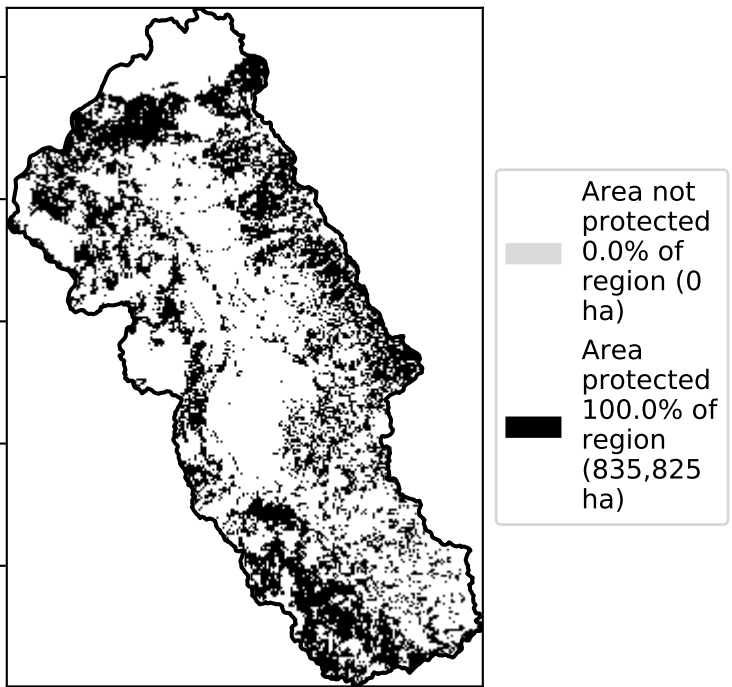 Area not
protected
0.0% of
region (0
ha)
Area
protected
100.0% of
region
(835,825
ha)